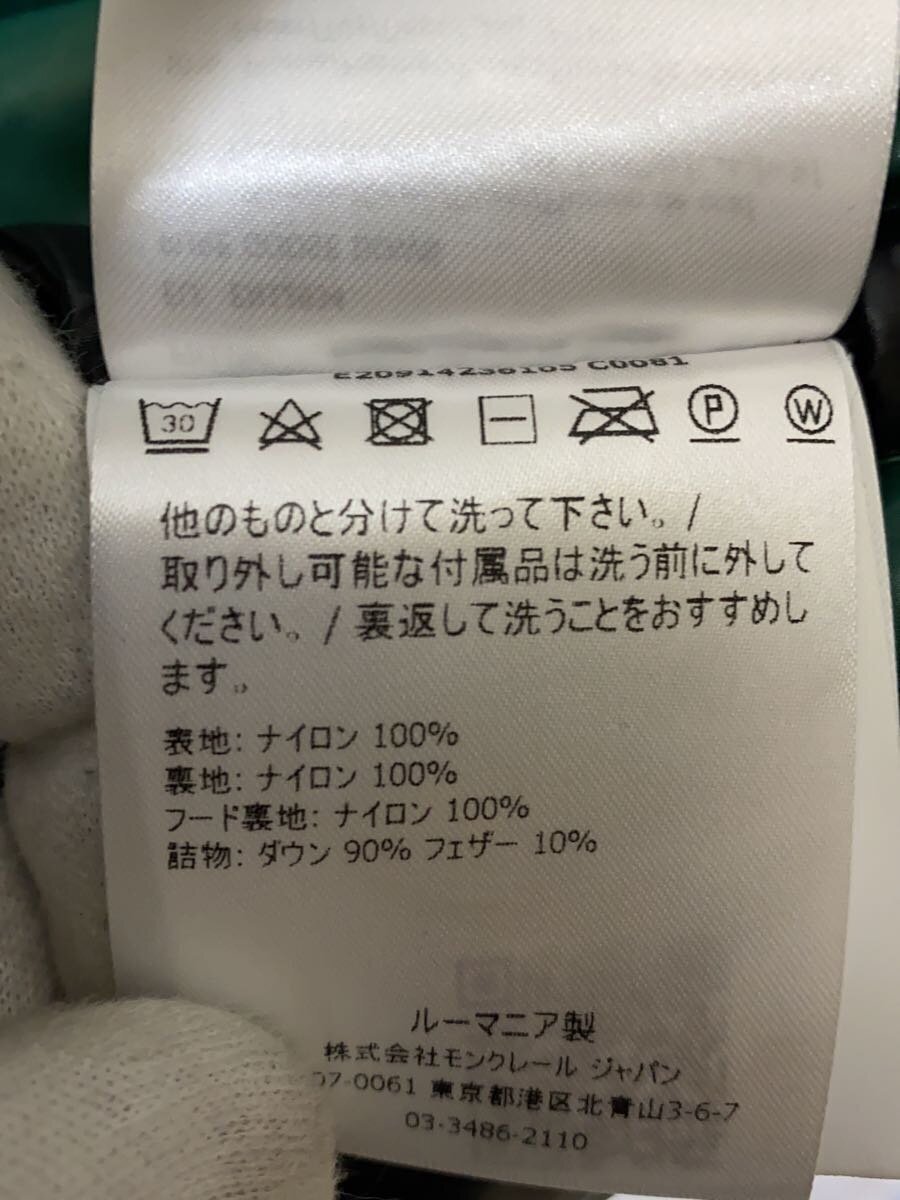 C0081
30
P
W
他のものと分けて洗って下さい。/
取り外し可能な付属品は洗う前に外して
ください。/ 裏返して洗うことをおすすめし
ます。
表地: ナイロン 100%
裏地: ナイロン 100%
フード裏地: ナイロン 100%
詰物: ダウン 90% フェザー 10%
ルーマニア製
株式会社モンクレール ジャパン
07-0061 東京都港区北青山3-6-7
03-3486-2110